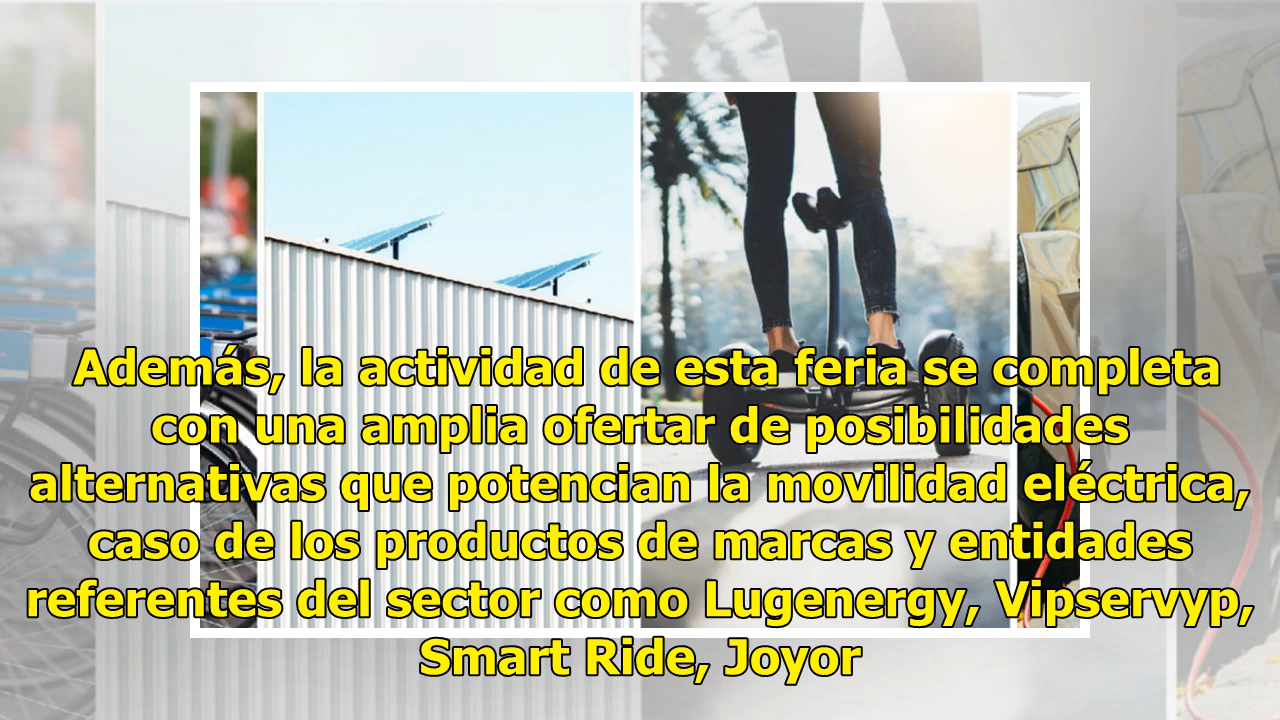 Además, la actividad de esta feria se completa
con una amplia ofertar de posibilidades
alternativas que potencian la movilidad eléctrica,
caso de los productos de marcas y entidades
referentes del sector como Lugenergy, Vipservyp,
Smart Ride, Joyor